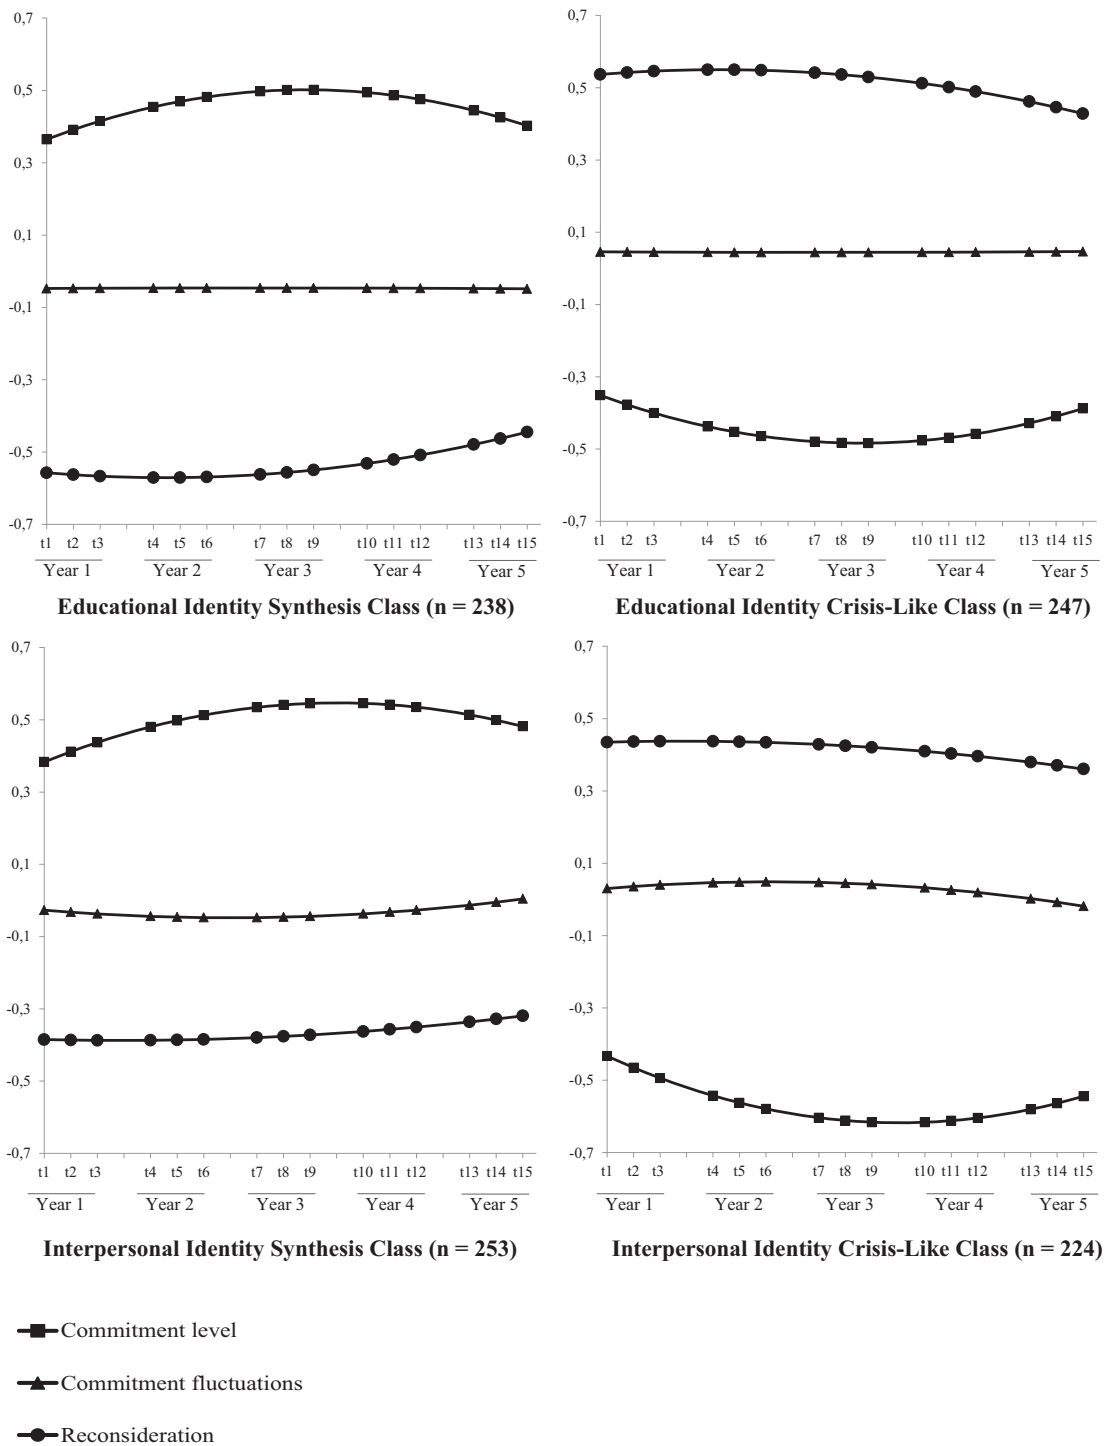 0,7
0,5
0,3
0,1
-0,1
-0,3
-0,5
-0,7
t1 t2 t3 t4 t5 t6 t7 t8 t9 t10 t11 t12 t13 t14 t15
Year 1 Year 2 Year 3 Year 4 Year 5
Educational Identity Synthesis Class (n = 238)
0,7
0,5
0,3
0,1
-0,1
-0,3
-0,5
-0,7
t1 t2 t3 t4 t5 t6 t7 t8 t9 t10 t11 t12 t13 t14 t15
Year 1 Year 2 Year 3 Year 4 Year 5
Educational Identity Crisis-Like Class (n = 247)
0,7
0,5
0,3
0,1
-0,1
-0,3
-0,5
-0,7
t1 t2 t3 t4 t5 t6 t7 t8 t9 t10 t11 t12 t13 t14 t15
Year 1 Year 2 Year 3 Year 4 Year 5
Interpersonal Identity Synthesis Class (n = 253)
0,7
0,5
0,3
0,1
-0,1
-0,3
-0,5
-0,7
t1 t2 t3 t4 t5 t6 t7 t8 t9 t10 t11 t12 t13 t14 t15
Year 1 Year 2 Year 3 Year 4 Year 5
Interpersonal Identity Crisis-Like Class (n = 224)
Commitment level
Commitment fluctuations
Reconsideration